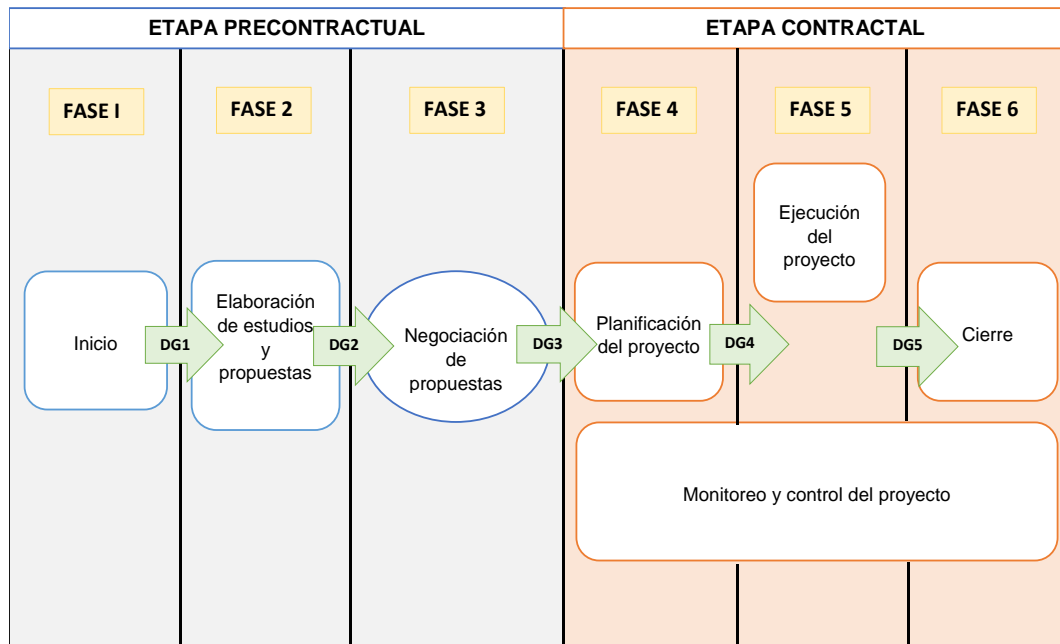 ETAPA PRECONTRACTUAL
ETAPA CONTRACTAL
FASE I
FASE 2
FASE 3
FASE 4
FASE 5
FASE 6
Inicio
DG1
Elaboración
de estudios
y
propuestas
DG2
Negociación
de
propuestas
DG3
Planificación
del proyecto
DG4
Ejecución
del
proyecto
DG5
Cierre
Monitoreo y control del proyecto